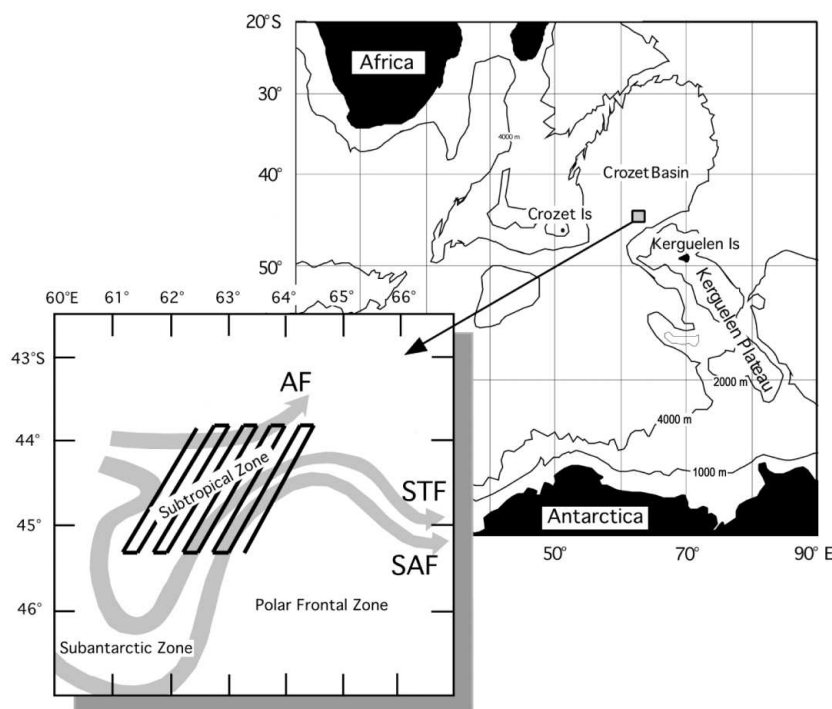 20°S
30°
40°
50°
Africa
4000 m
Crozet Basin
Crozet Is
Kerguelen Is
Kerguelen Plateau
2000 m
4000 m
1000 m
Antarctica
50°
70°
90° E
60°E 61° 62° 63° 64° 65° 66°
43°S
44°
45°
46°
AF
Subtropical Zone
STF
SAF
Polar Frontal Zone
Subantarctic Zone